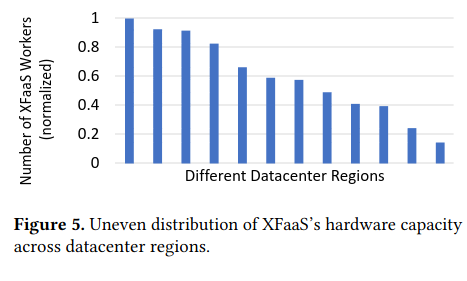 Number of XFaaS Workers
(normalized)
1
0.8
0.6
0.4
0.2
0
Different Datacenter Regions
Figure 5. Uneven distribution of XFaaS's hardware capacity
across datacenter regions.